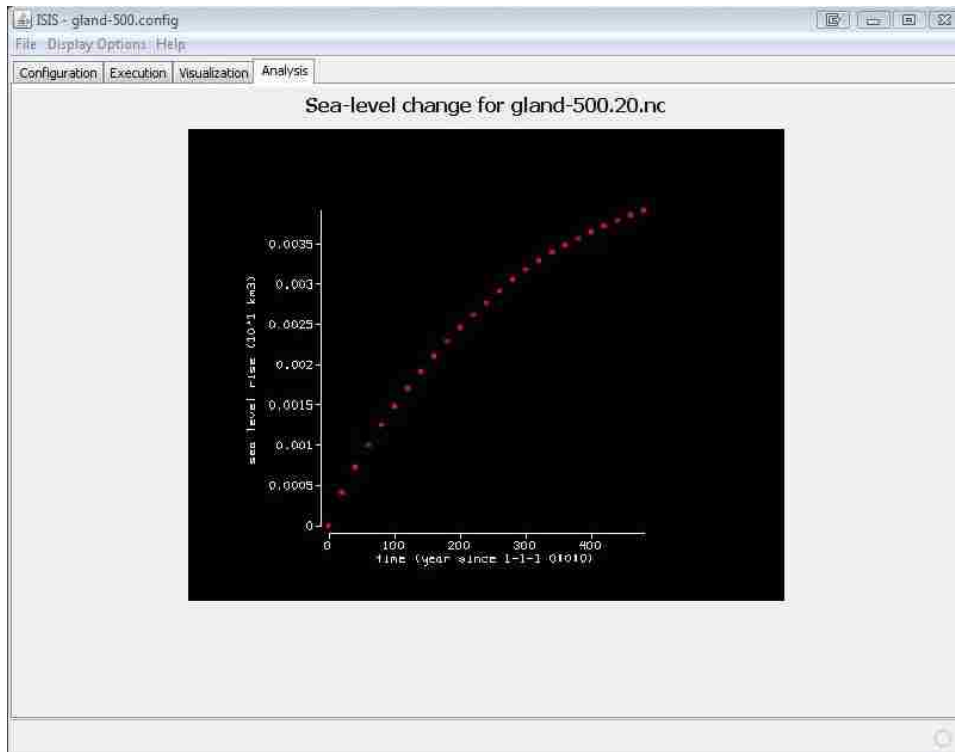 ISIS - gland-500.config
File Display Options Help
Configuration Execution Visualization Analysis
Sea-level change for gland-500.20.nc
0.0035
0.003
0.0025
0.002
0.0015
0.001
0.0005
0
sea level rise (10^1 km3)
0 100 200 300 400
time (year since 1-1-1 0:0:0)